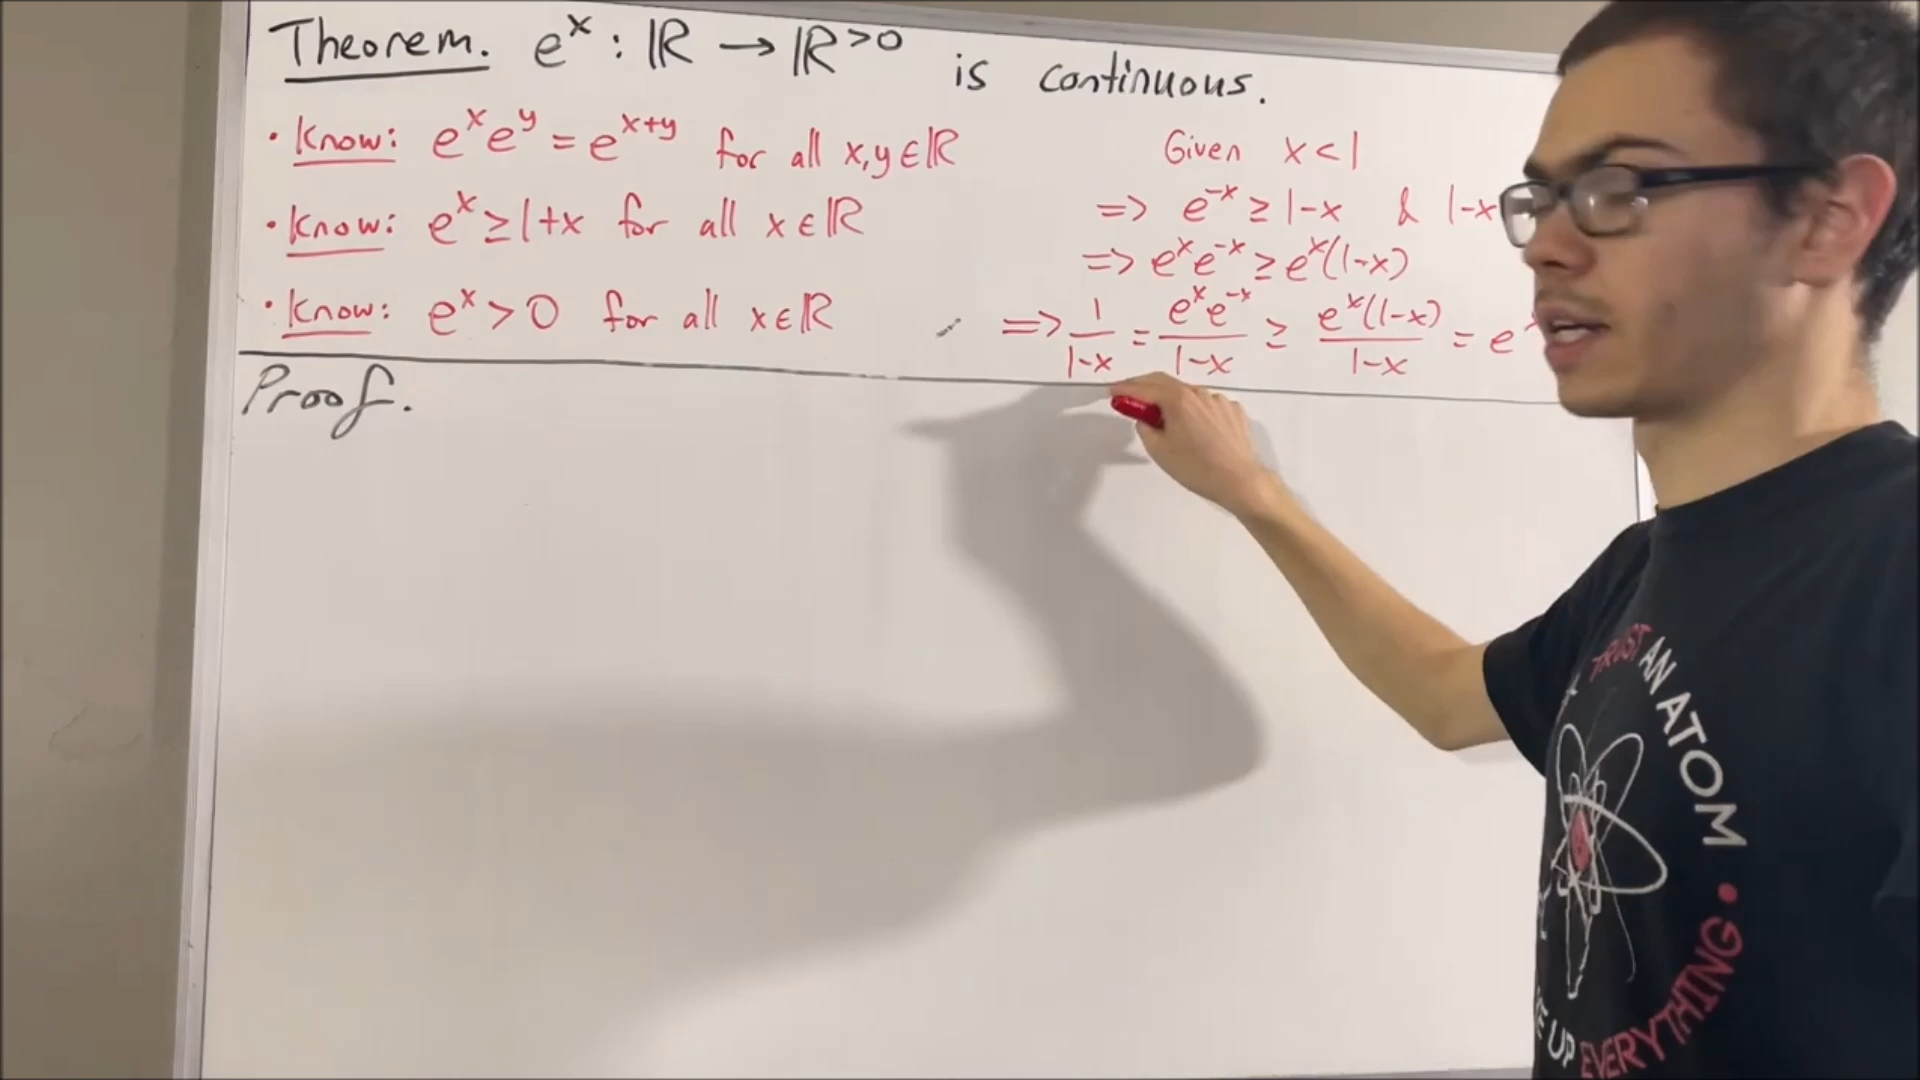 Theorem. e^x : ℝ → ℝ^{>0} is continuous.
• Know: e^x e^y = e^{x+y} for all x,y ∈ ℝ
• Know: e^x ≥ 1+x for all x ∈ ℝ
• Know: e^x > 0 for all x ∈ ℝ
Given x < 1
=> e^{-x} ≥ 1-x & 1-x
=> e^x e^{-x} ≥ e^x(1-x)
=> 1/(1-x) = e^x e^{-x}/(1-x) ≥ e^x(1-x)/(1-x) = e
Proof.
TRUST AN ATOM
UP EVERYTHING